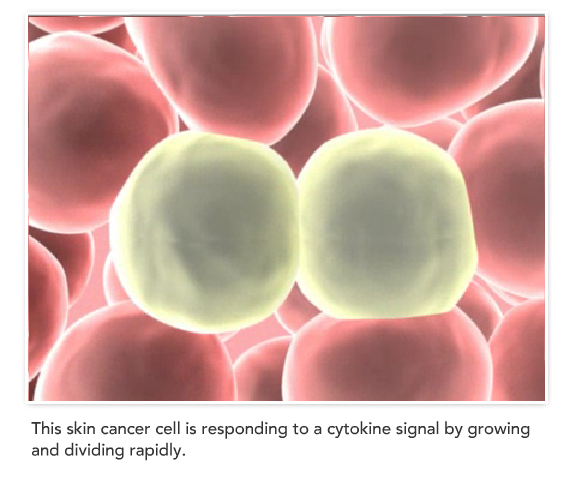 This skin cancer cell is responding to a cytokine signal by growing
and dividing rapidly.